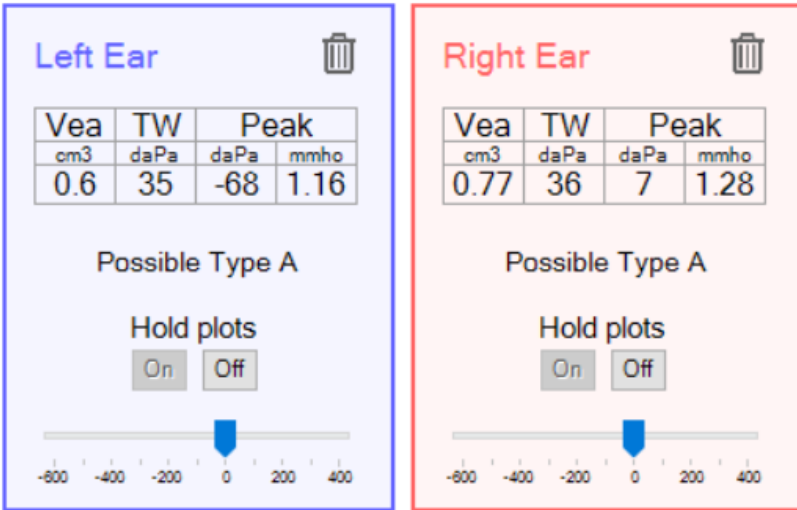 Left Ear
Vea TW Peak
cm3 daPa daPa mmho
0.6 35 -68 1.16
Possible Type A
Hold plots
On Off
-600 -400 -200 0 200 400
Right Ear
Vea TW Peak
cm3 daPa daPa mmho
0.77 36 7 1.28
Possible Type A
Hold plots
On Off
-600 -400 -200 0 200 400